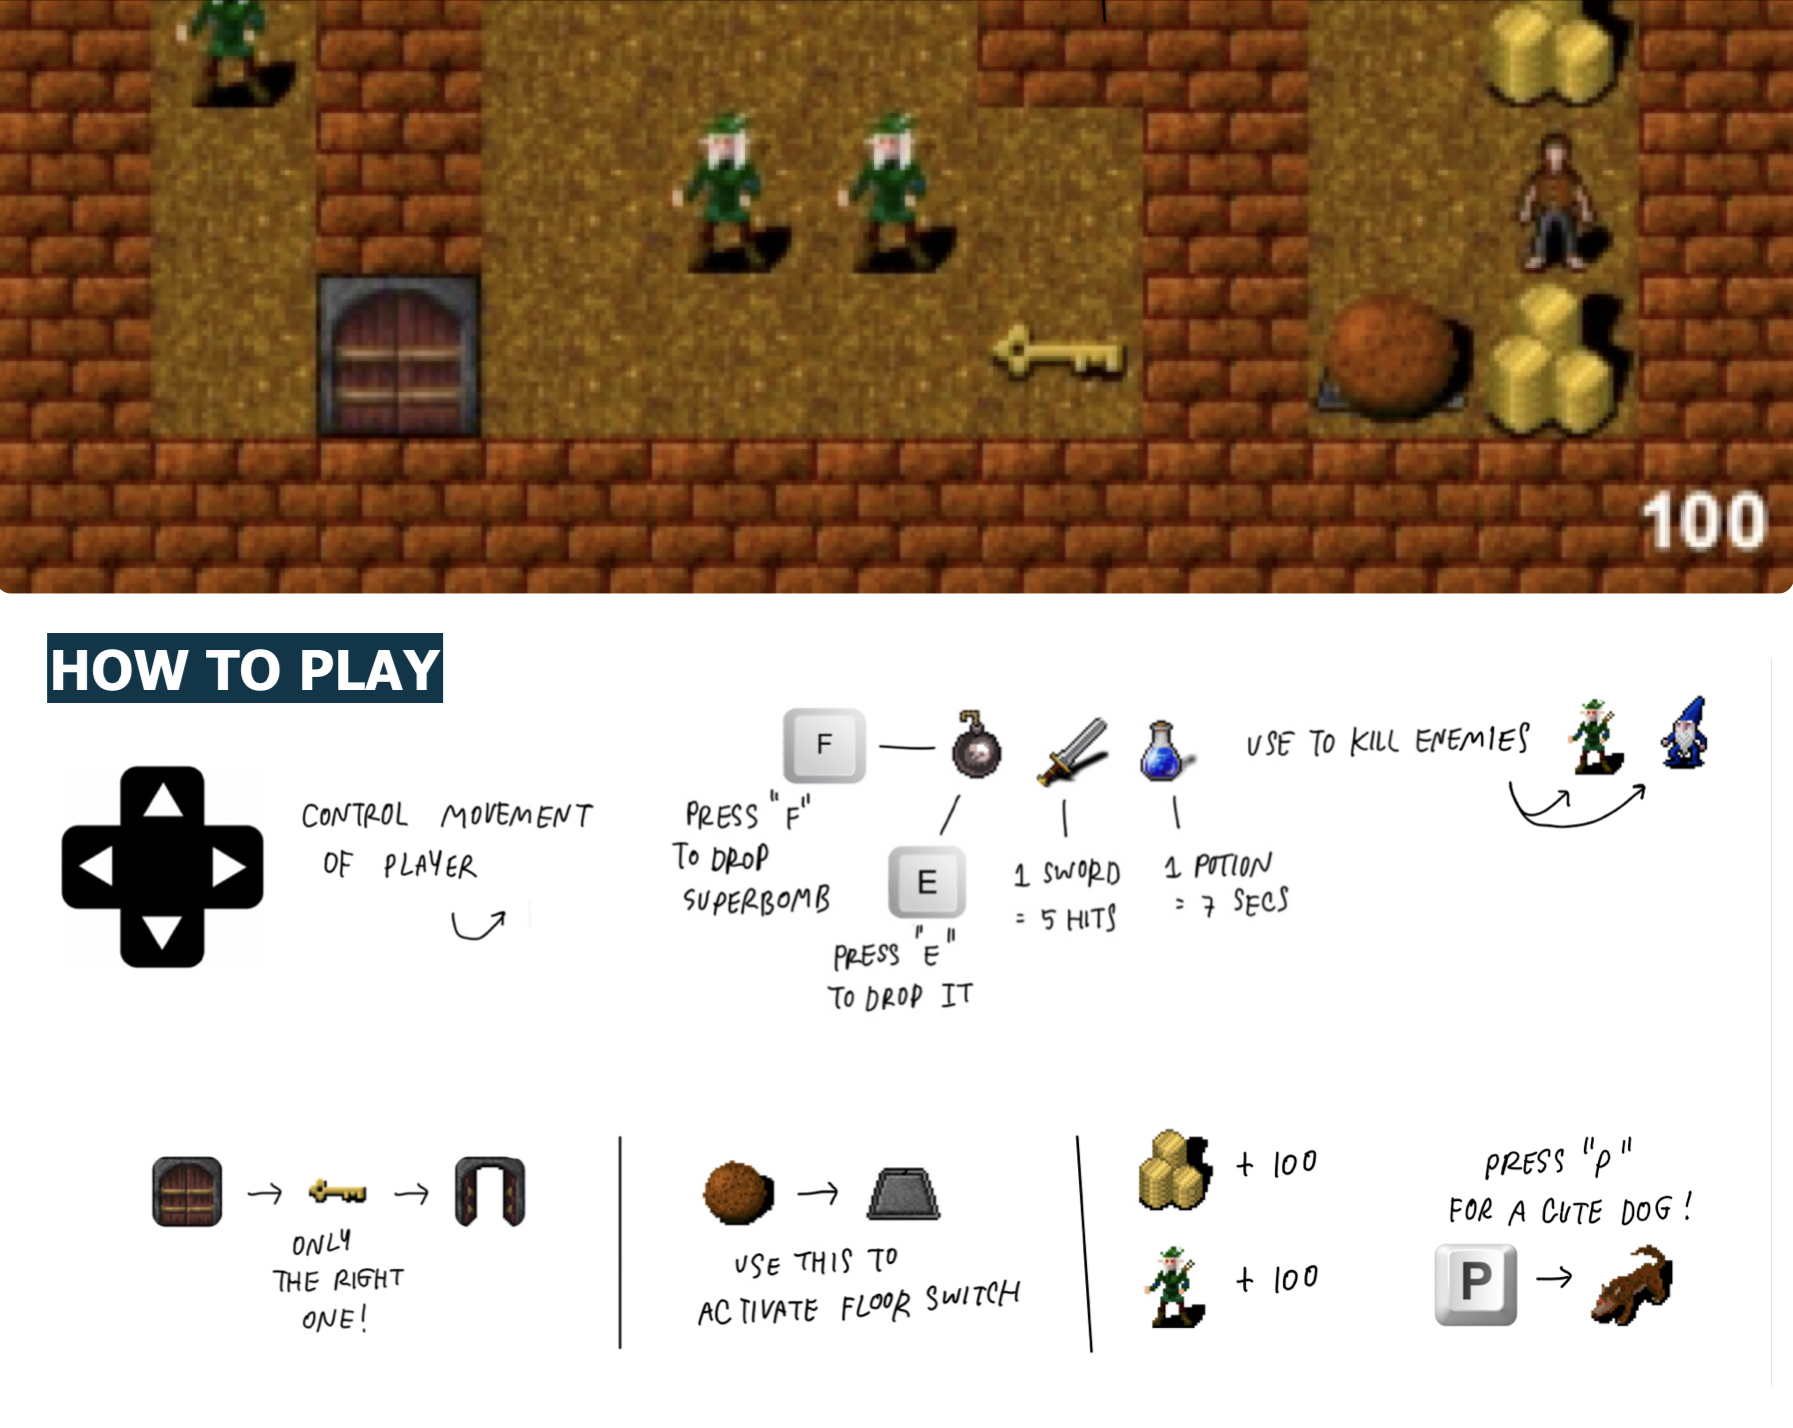 100
HOW TO PLAY
F
USE TO KILL ENEMIES
CONTROL MOVEMENT
OF PLAYER
PRESS "F"
TO DROP
SUPERBOMB
E
PRESS "E"
TO DROP IT
1 SWORD
= 5 HITS
1 POTION
= 7 SECS
ONLY
THE RIGHT
ONE!
USE THIS TO
ACTIVATE FLOOR SWITCH
+ 100
+ 100
PRESS "P"
FOR A CUTE DOG!
P